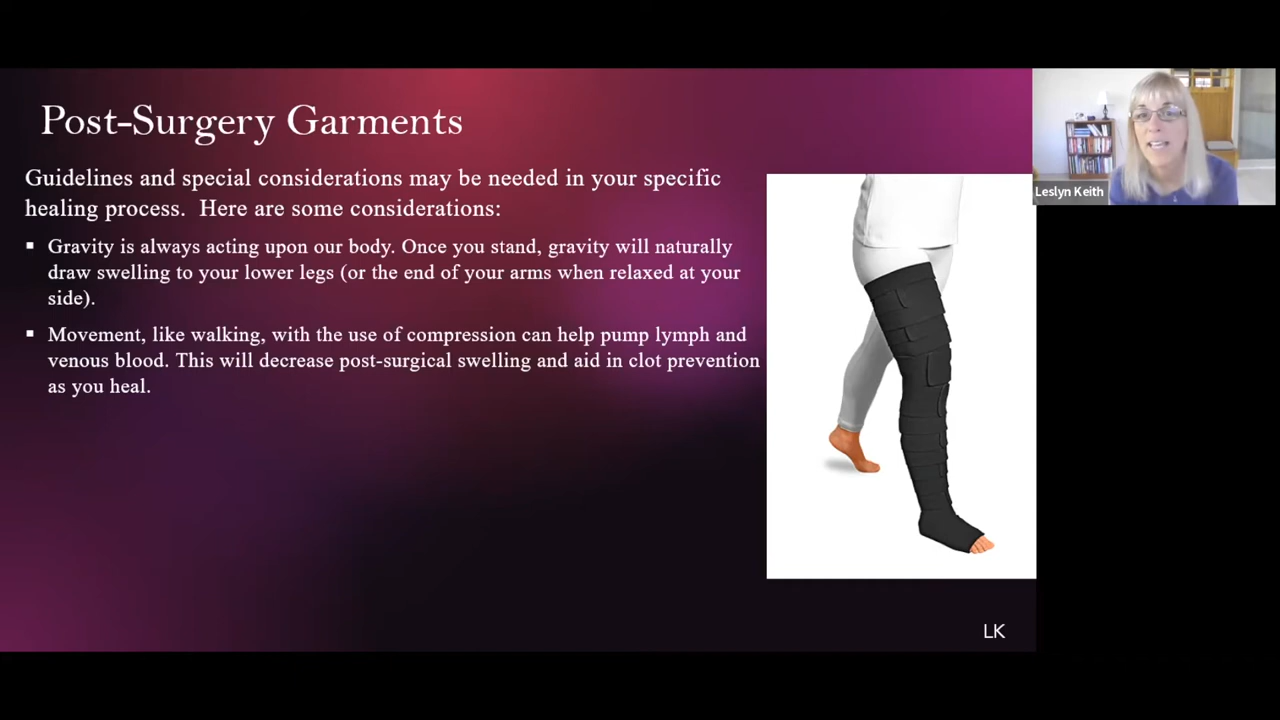 Post-Surgery Garments
Guidelines and special considerations may be needed in your specific
healing process.  Here are some considerations:
▪ Gravity is always acting upon our body. Once you stand, gravity will naturally
draw swelling to your lower legs (or the end of your arms when relaxed at your
side).
▪ Movement, like walking, with the use of compression can help pump lymph and
venous blood. This will decrease post-surgical swelling and aid in clot prevention
as you heal.
Leslyn Keith
LK